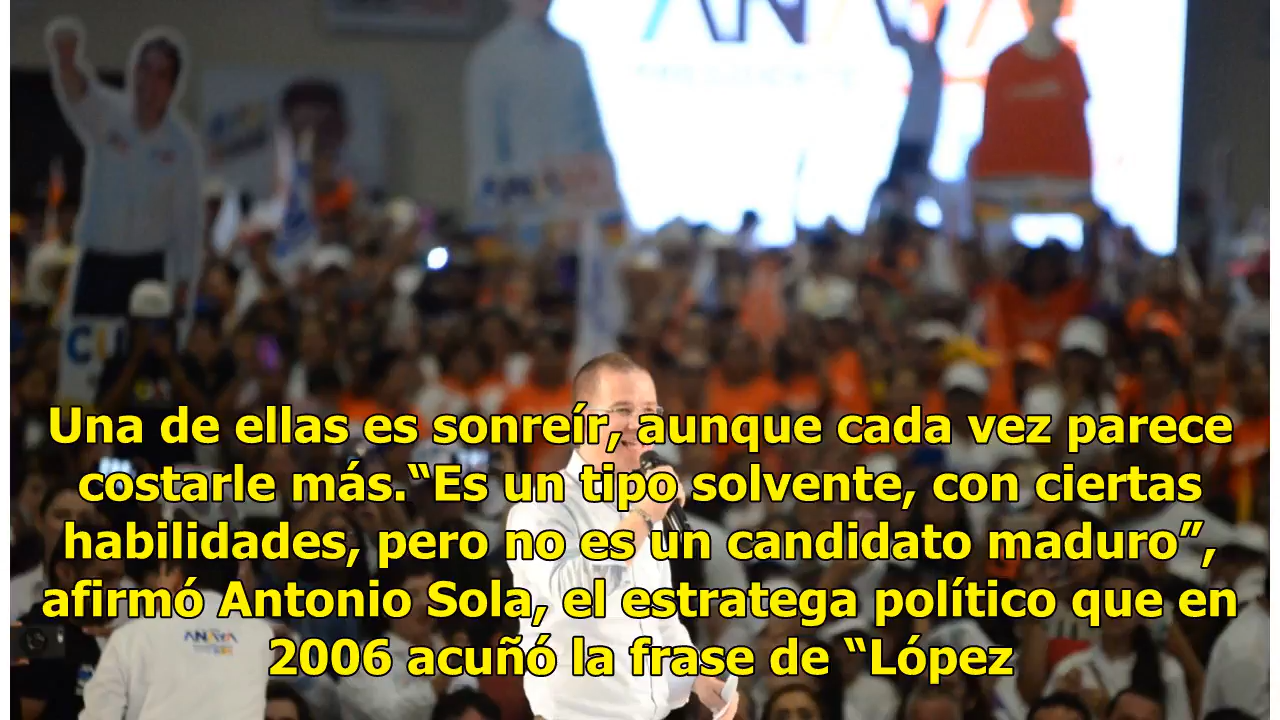 ANAYA
Una de ellas es sonreír, aunque cada vez parece
costarle más.“Es un tipo solvente, con ciertas
habilidades, pero no es un candidato maduro”,
afirmó Antonio Sola, el estratega político que en
2006 acuñó la frase de “López
ANAYA